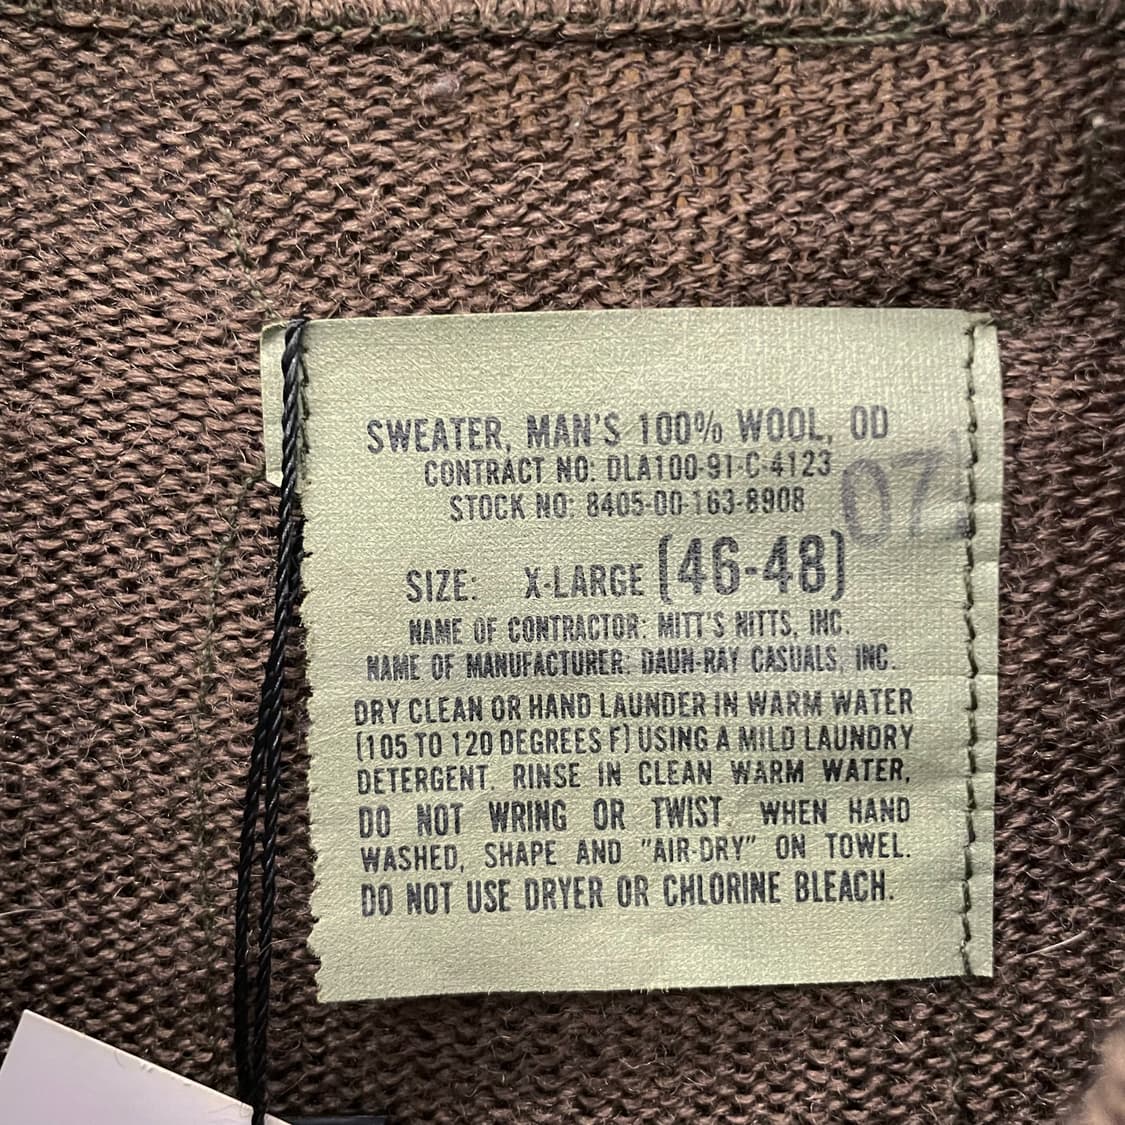 SWEATER, MAN'S 100% WOOL, OD
CONTRACT NO: DLA100-91-C-4123
STOCK NO: 8405-00-163-8908
07
SIZE: X-LARGE (46-48)
NAME OF CONTRACTOR: MITT'S NITTS, INC.
NAME OF MANUFACTURER: DAUN-RAY CASUALS, INC.
DRY CLEAN OR HAND LAUNDER IN WARM WATER
(105 TO 120 DEGREES F) USING A MILD LAUNDRY
DETERGENT. RINSE IN CLEAN WARM WATER,
DO NOT WRING OR TWIST. WHEN HAND
WASHED, SHAPE AND "AIR-DRY" ON TOWEL.
DO NOT USE DRYER OR CHLORINE BLEACH.